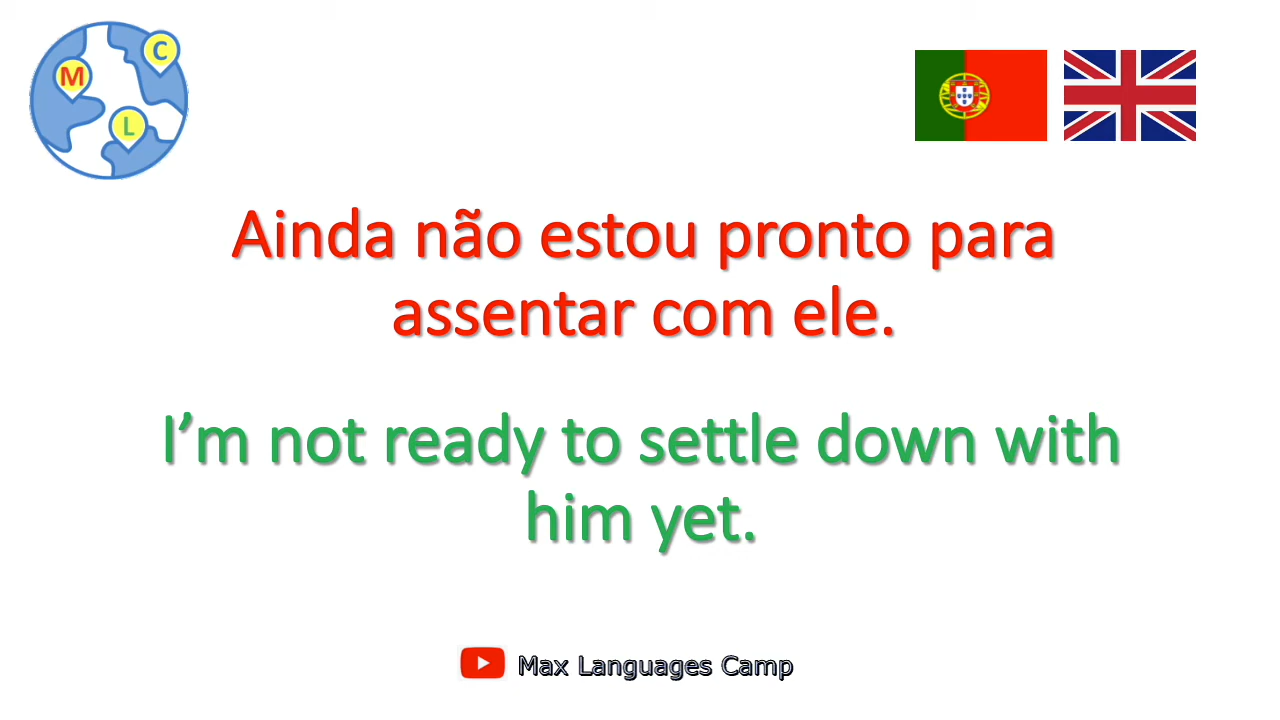 M
C
L
Ainda não estou pronto para
assentar com ele.
I’m not ready to settle down with
him yet.
Max Languages Camp